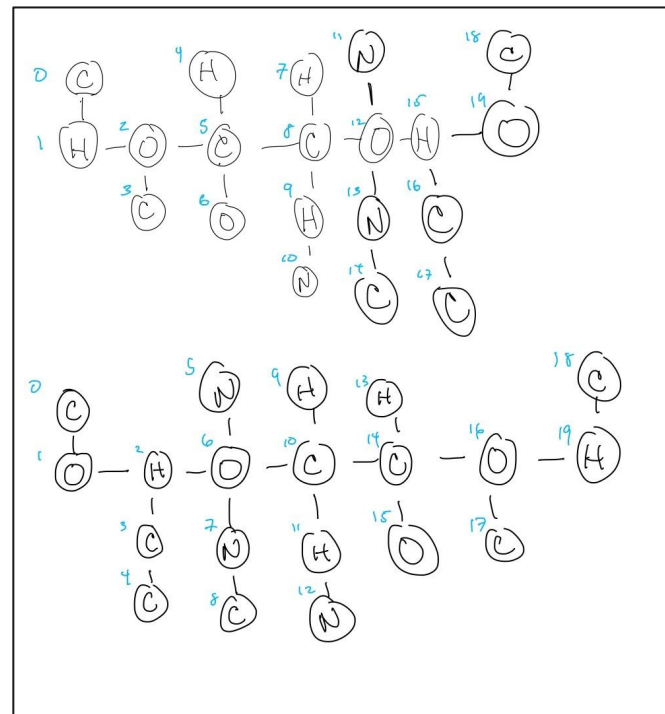 11 N 18 C
0 C 4 H 7 H
1 H 2 O 5 C 8 C 12 O 15 H 19 O
3 C 6 O 9 H 13 N 16 C
10 N 14 C 17 C
5 N 9 H 13 H 18 C
0 C
1 O 2 H 6 O 10 C 14 C 16 O 19 H
3 C 7 N 11 H 15 O 17 C
4 C 8 C 12 N